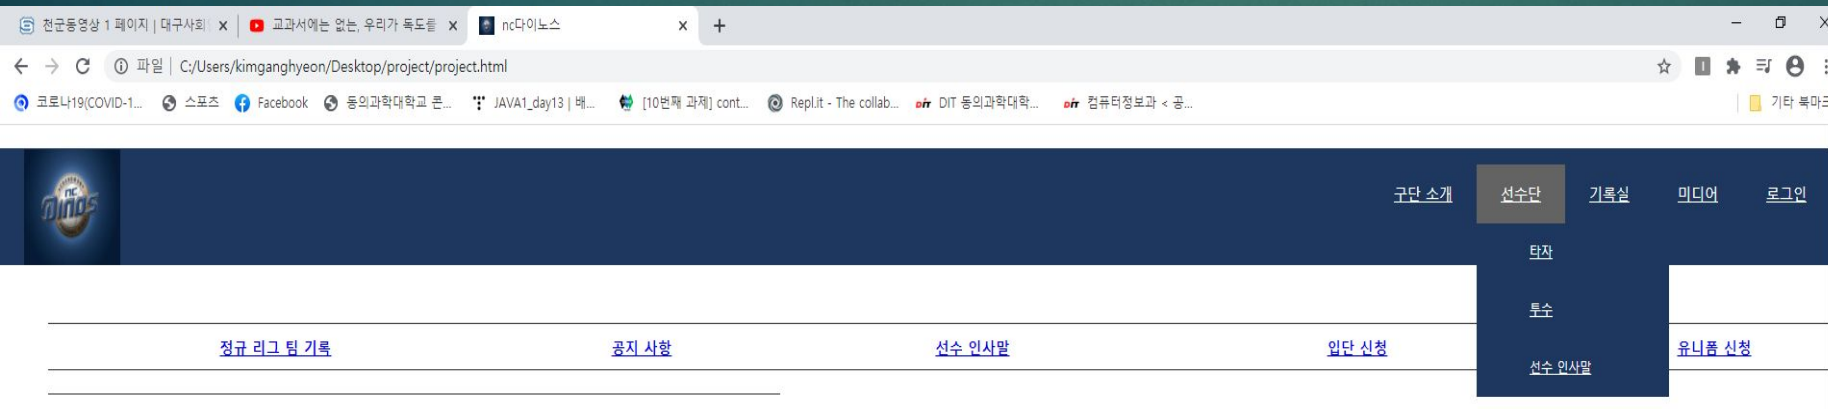 천군동영상 1 페이지 | 대구사회 교과서에는 없는, 우리가 독도를 nc다이노스
파일 C:/Users/kimganghyeon/Desktop/project/project.html
코로나19(COVID-1... 스포츠 Facebook 동의과학대학교 콘... JAVA1_day13 | 배... [10번째 과제] cont... Repl.it - The collab... DIT 동의과학대학... 컴퓨터정보과 < 공... 기타 북마크
nc
Dinos
구단 소개 선수단 기록실 미디어 로그인
타자
투수
선수 인사말
정규 리그 팀 기록 공지 사항 선수 인사말 입단 신청 유니폼 신청